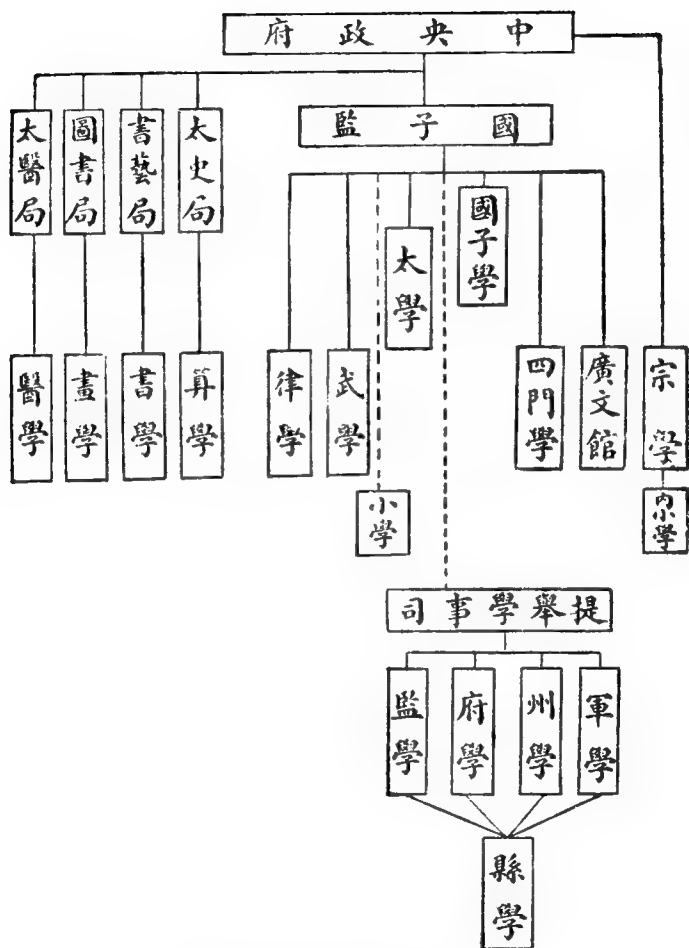 中央政府
國子監
太史局
書藝局
圖書局
太醫局
國子學
太學
宗學
廣文館
四門學
武學
律學
算學
書學
畫學
醫學
內小學
小學
提舉學事司
軍學
州學
府學
監學
縣學